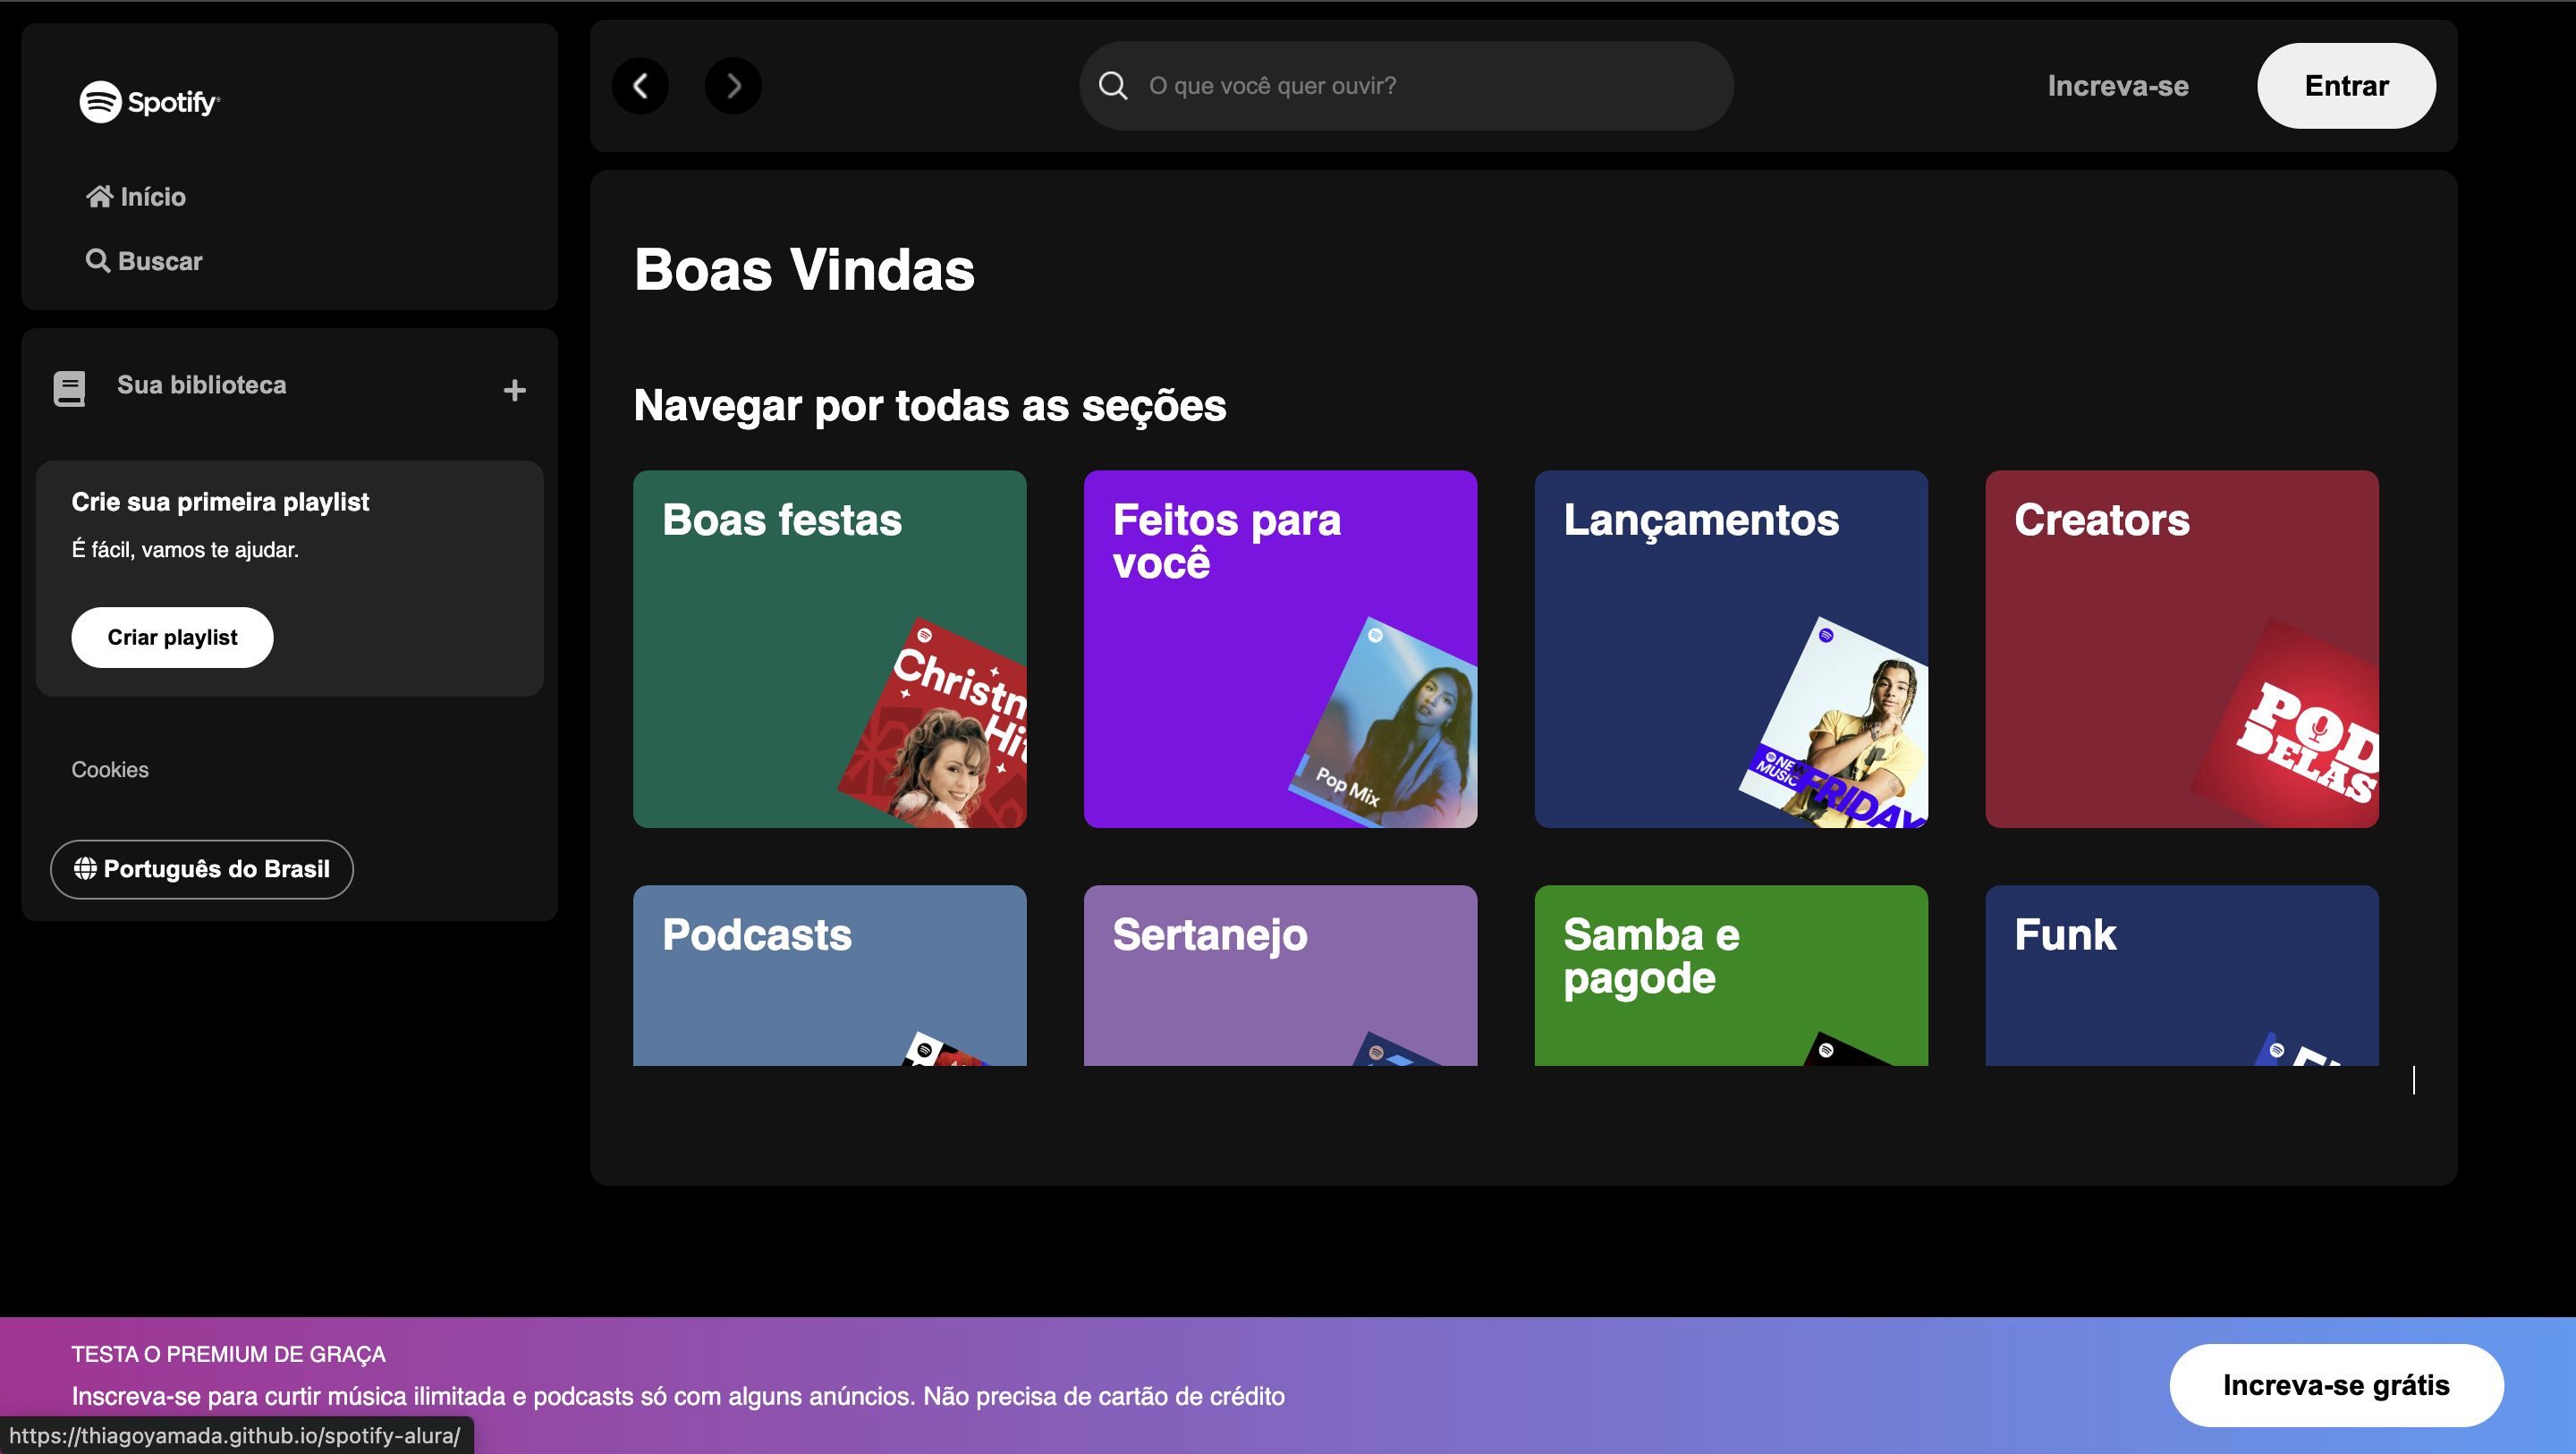 Spotify
Início
Buscar
Sua biblioteca
Crie sua primeira playlist
É fácil, vamos te ajudar.
Criar playlist
Cookies
Português do Brasil
O que você quer ouvir?
Increva-se
Entrar
Boas Vindas
Navegar por todas as seções
Boas festas
Feitos para
você
Pop Mix
Lançamentos
NEW
MUSIC
FRIDAY
Creators
POD
DELAS
Podcasts
Sertanejo
Samba e
pagode
Funk
TESTA O PREMIUM DE GRAÇA
Inscreva-se para curtir música ilimitada e podcasts só com alguns anúncios. Não precisa de cartão de crédito
Increva-se grátis
https://thiagoyamada.github.io/spotify-alura/